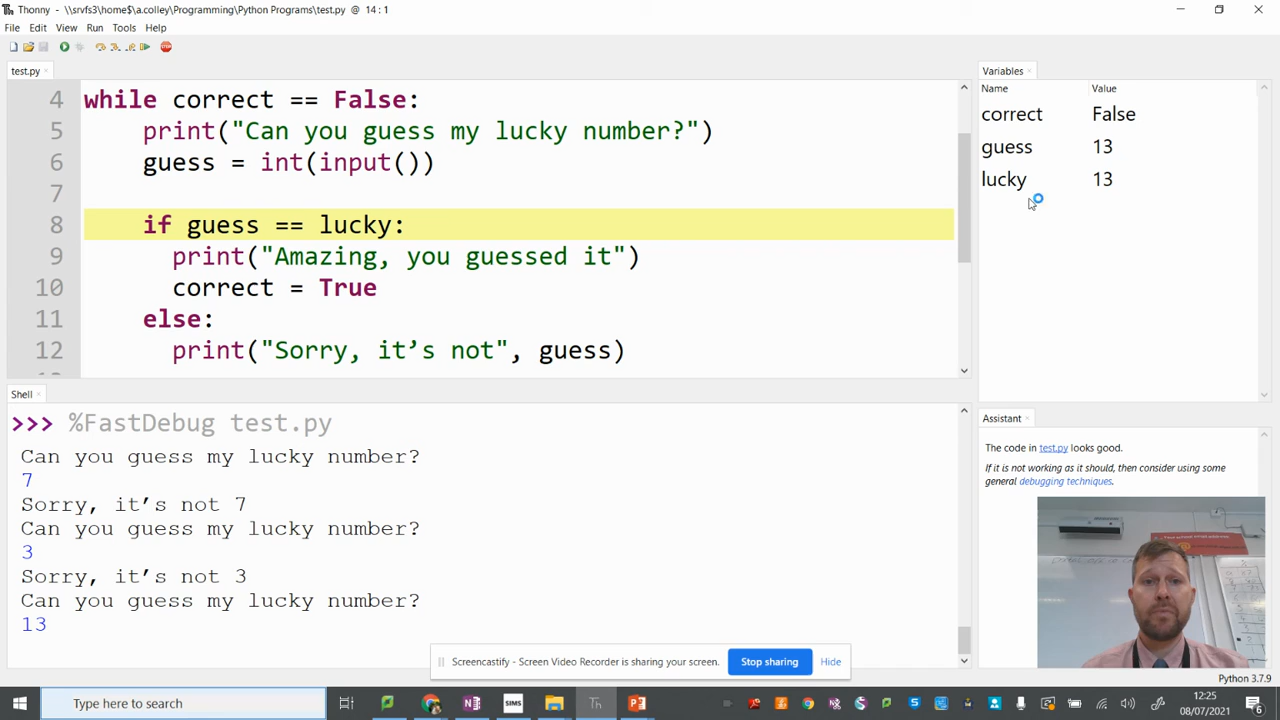 Thonny - \\srvfs3\home$\a.colley\Programming\Python Programs\test.py @ 14 : 1
File Edit View Run Tools Help
test.py
4 while correct == False:
5 print("Can you guess my lucky number?")
6 guess = int(input())
7
8 if guess == lucky:
9 print("Amazing, you guessed it")
10 correct = True
11 else:
12 print("Sorry, it’s not", guess)
Variables
Name Value
correct False
guess 13
lucky 13
Shell
>>> %FastDebug test.py
Can you guess my lucky number?
7
Sorry, it’s not 7
Can you guess my lucky number?
3
Sorry, it’s not 3
Can you guess my lucky number?
13
Assistant
The code in test.py looks good.
If it is not working as it should, then consider using some
general debugging techniques.
Screencastify - Screen Video Recorder is sharing your screen. Stop sharing Hide
Python 3.7.9
Type here to search
SIMS
Th
12:25
08/07/2021
6